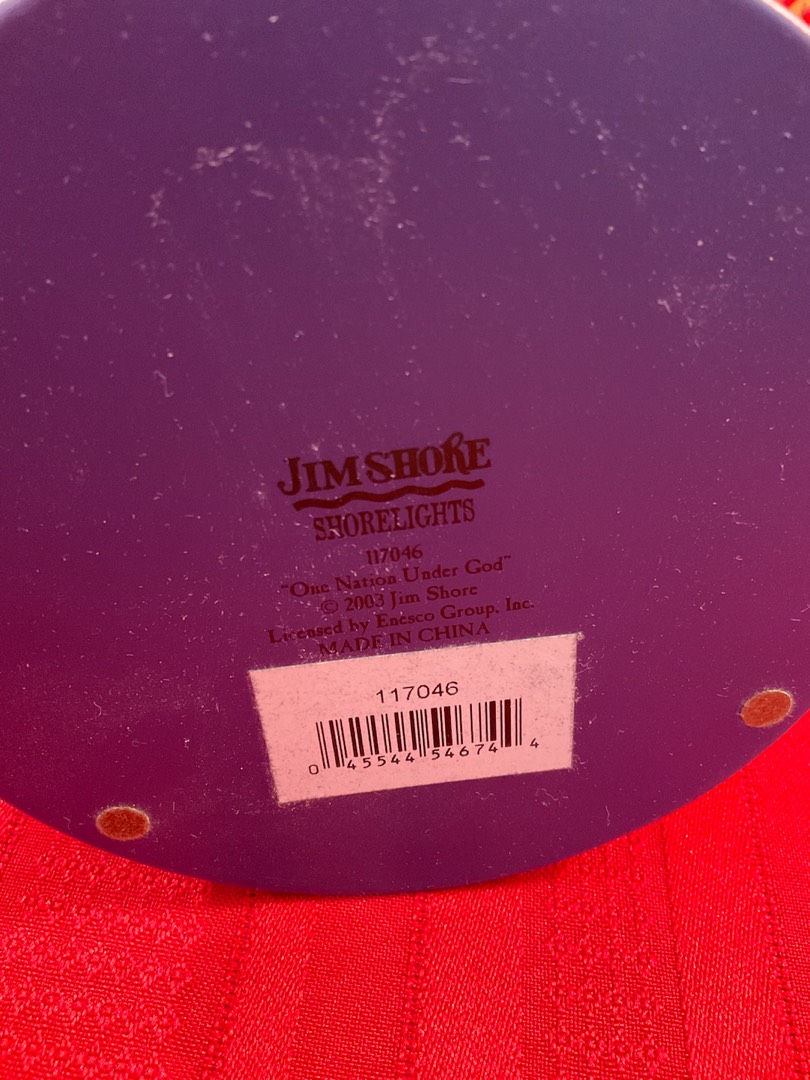 JIM SHORE
SHORELIGHTS
117046
"One Nation Under God"
© 2003 Jim Shore
Licensed by Enesco Group, Inc.
MADE IN CHINA
117046
0 45544 54674 4